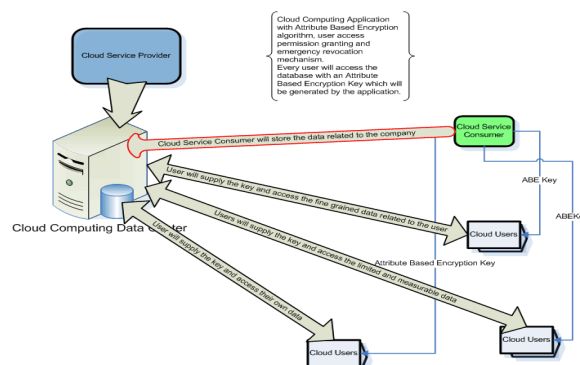 Cloud Computing Application
with Attribute Based Encryption
algorithm, user access
permission granting and
emergency revocation
mechanism.
Every user will access the
database with an Attribute
Based Encryption Key which will
be generated by the application.
Cloud Service Provider
Cloud Service
Consumer
Cloud Service Consumer will store the data related to the company
User will supply the key and access the fine grained data related to the user
ABE Key
Users will supply the key and access the limited and measurable data
Cloud Computing Data
User will supply the key and access their own data
Cloud Users
Attribute Based Encryption Key
Cloud Users
Cloud Users